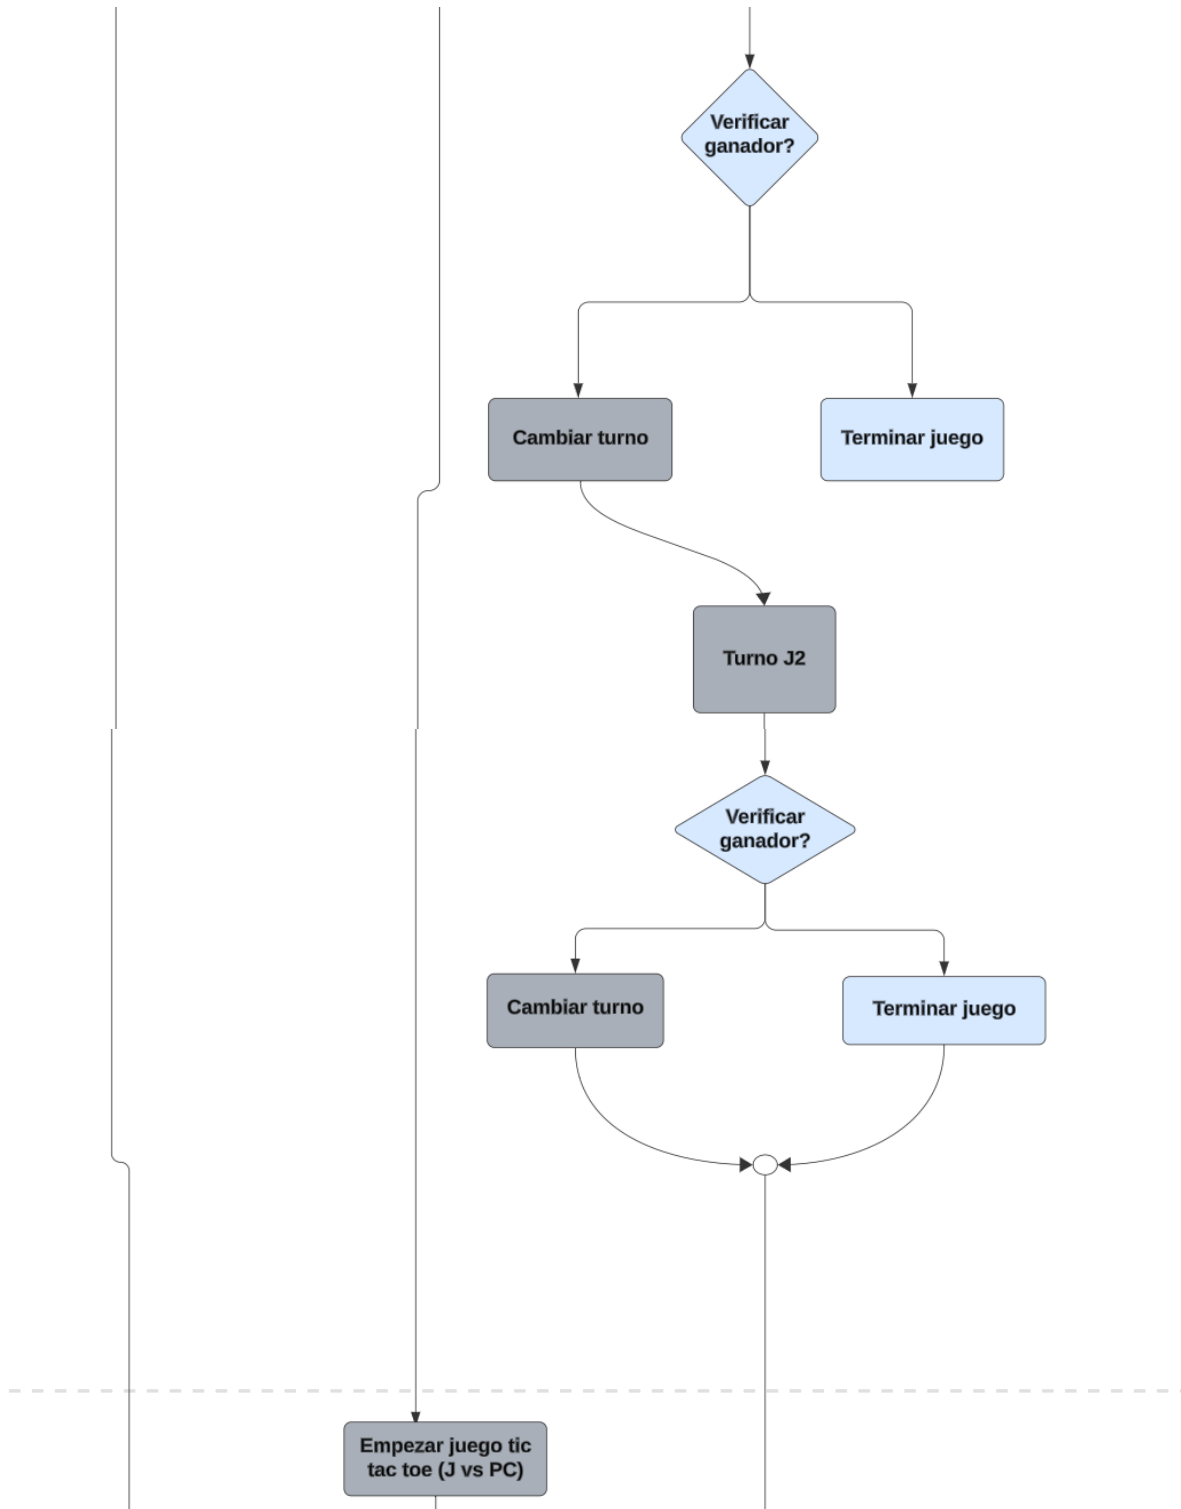 Verificar
ganador?
Cambiar turno
Terminar juego
Turno J2
Verificar
ganador?
Cambiar turno
Terminar juego
Empezar juego tic
tac toe (J vs PC)